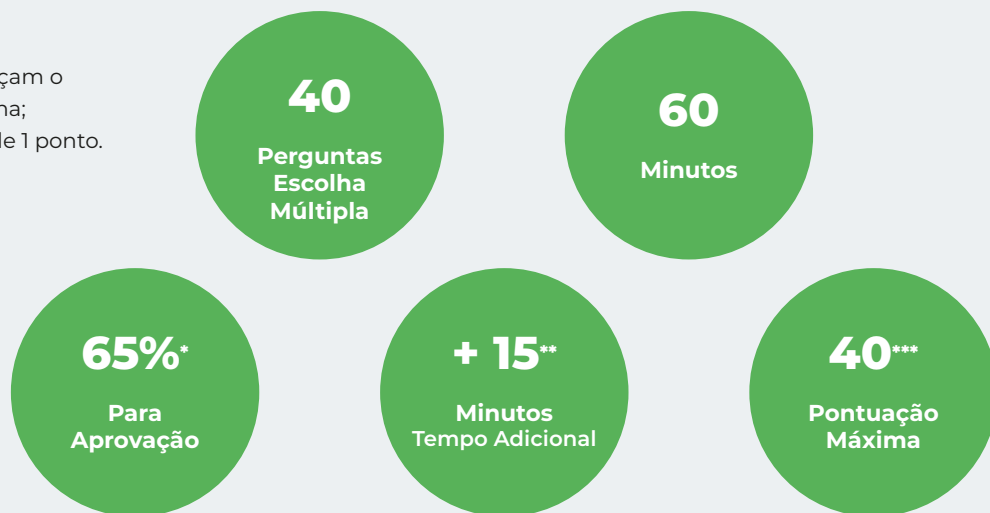 çam o
na;
de 1 ponto.
40
Perguntas
Escolha
Múltipla
60
Minutos
65%*
Para
Aprovação
+ 15**
Minutos
Tempo Adicional
40***
Pontuação
Máxima